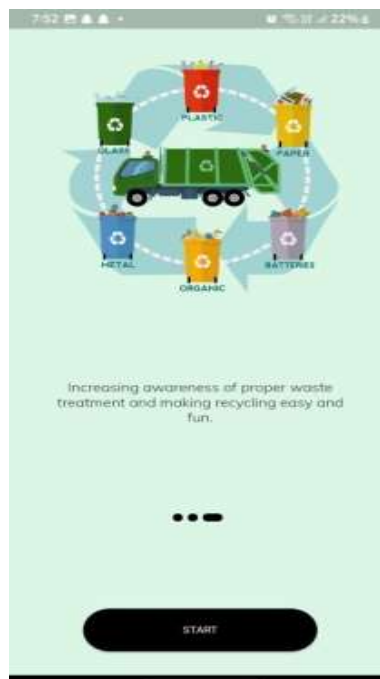 7:52
22%
PLASTIC
GLASS
PAPER
METAL
BATTERIES
ORGANIC
Increasing awareness of proper waste
treatment and making recycling easy and
fun.
START